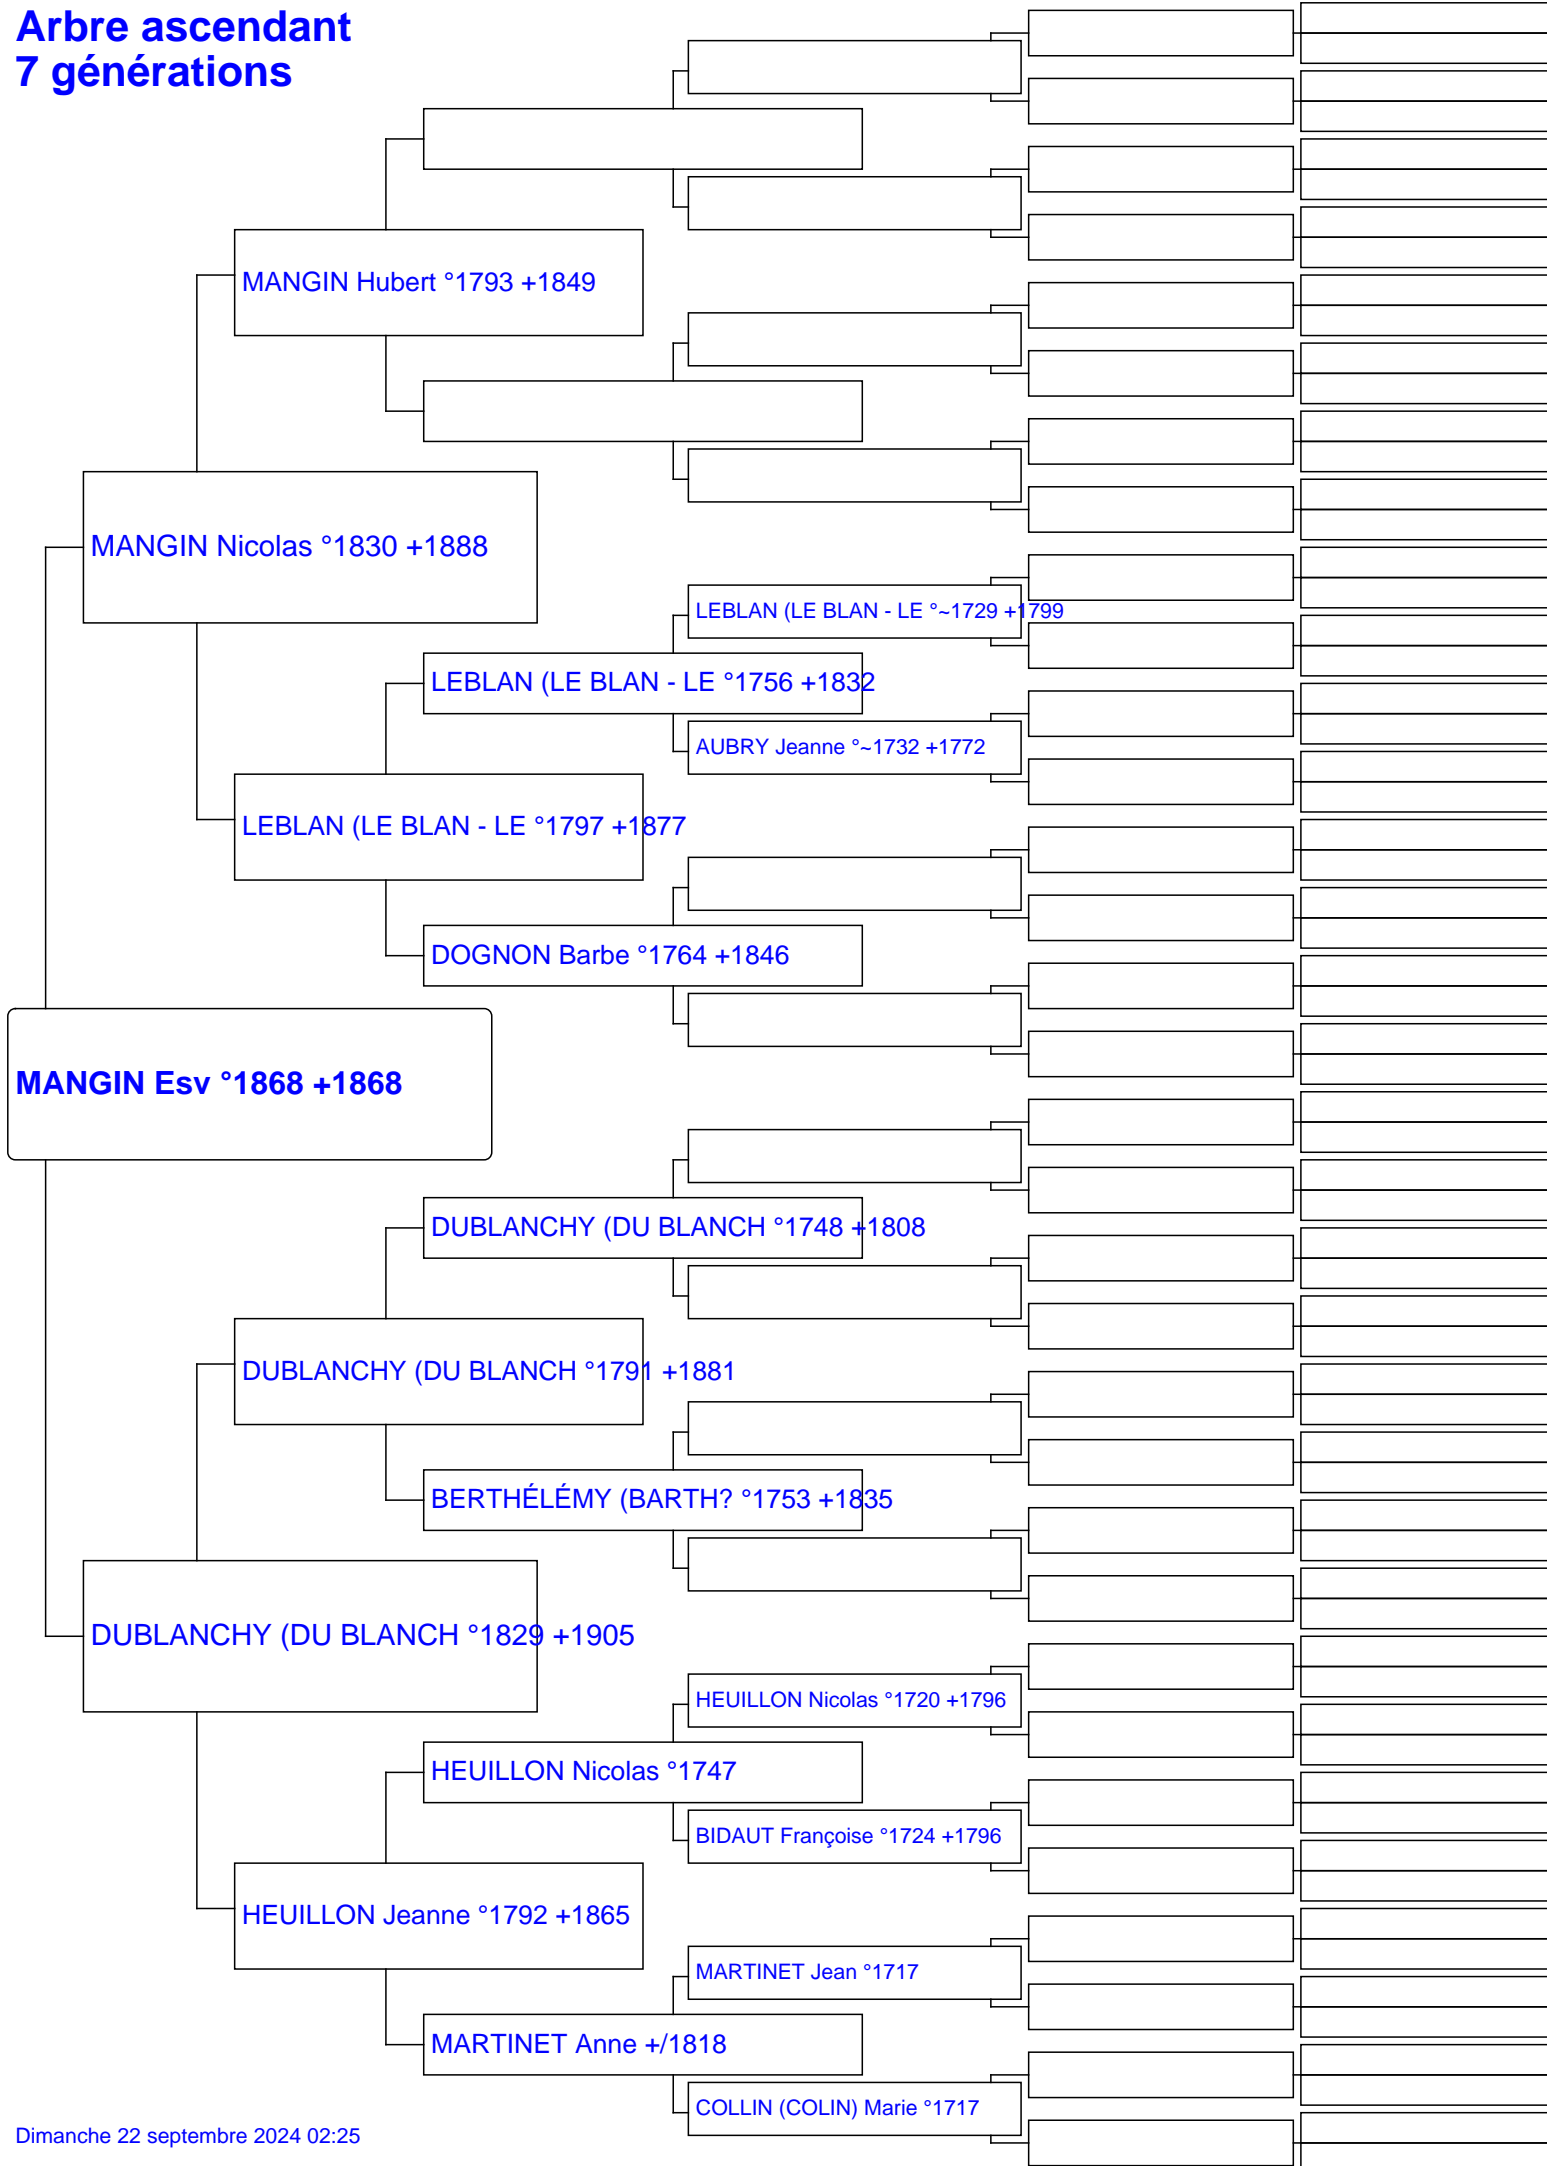 Arbre ascendant
7 générations
MANGIN Hubert °1793 +1849
MANGIN Nicolas °1830 +1888
LEBLAN (LE BLAN - LE °~1729 +1799
LEBLAN (LE BLAN - LE °1756 +1832
AUBRY Jeanne °~1732 +1772
LEBLAN (LE BLAN - LE °1797 +1877
DOGNON Barbe °1764 +1846
MANGIN Esv °1868 +1868
DUBLANCHY (DU BLANCH °1748 +1808
DUBLANCHY (DU BLANCH °1791 +1881
BERTHÉLÉMY (BARTH? °1753 +1835
DUBLANCHY (DU BLANCH °1829 +1905
HEUILLON Nicolas °1720 +1796
HEUILLON Nicolas °1747
BIDAUT Françoise °1724 +1796
HEUILLON Jeanne °1792 +1865
MARTINET Jean °1717
MARTINET Anne +/1818
COLLIN (COLIN) Marie °1717
Dimanche 22 septembre 2024 02:25